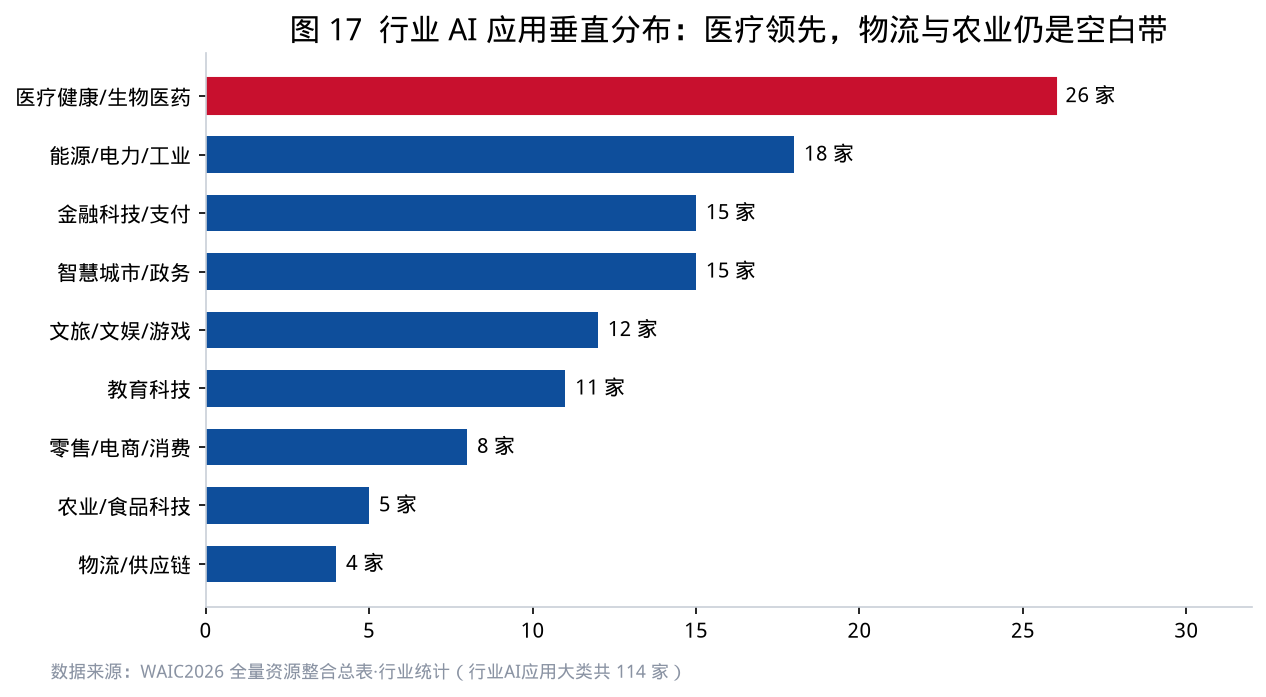 图 17 行业 AI 应用垂直分布：医疗领先，物流与农业仍是空白带
医疗健康/生物医药 26 家
能源/电力/工业 18 家
金融科技/支付 15 家
智慧城市/政务 15 家
文旅/文娱/游戏 12 家
教育科技 11 家
零售/电商/消费 8 家
农业/食品科技 5 家
物流/供应链 4 家
0 5 10 15 20 25 30
数据来源：WAIC2026 全量资源整合总表·行业统计（行业AI应用大类共 114 家）